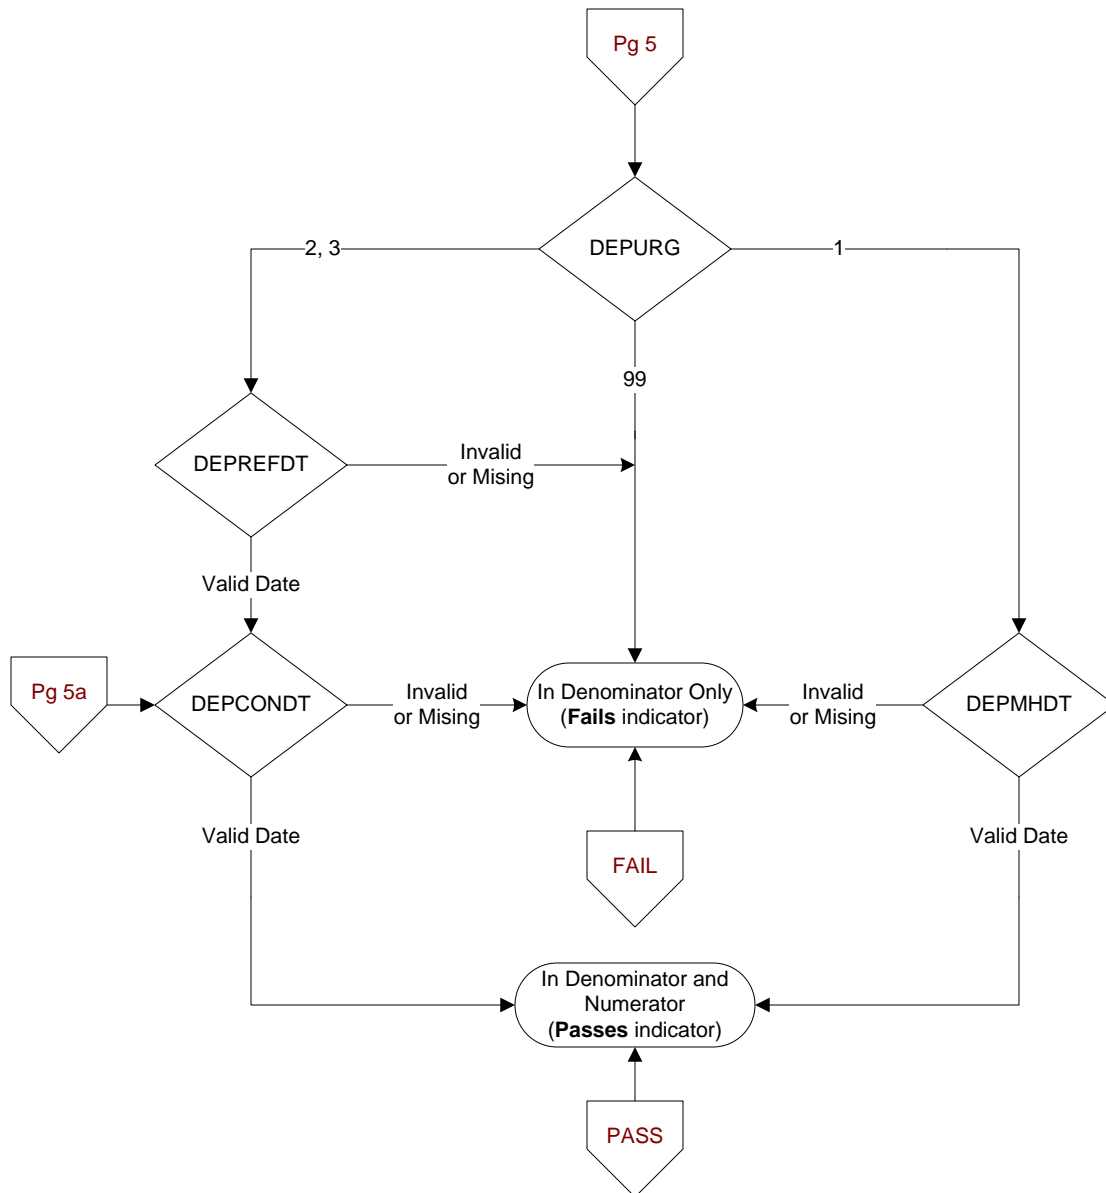 Pg 5
2, 3
DEPURG
1
99
DEPREFDT
Invalid
or Mising
Valid Date
Pg 5a
DEPCONDT
Invalid
or Mising
In Denominator Only
(Fails indicator)
Invalid
or Mising
DEPMHDT
Valid Date
Valid Date
FAIL
In Denominator and
Numerator
(Passes indicator)
PASS